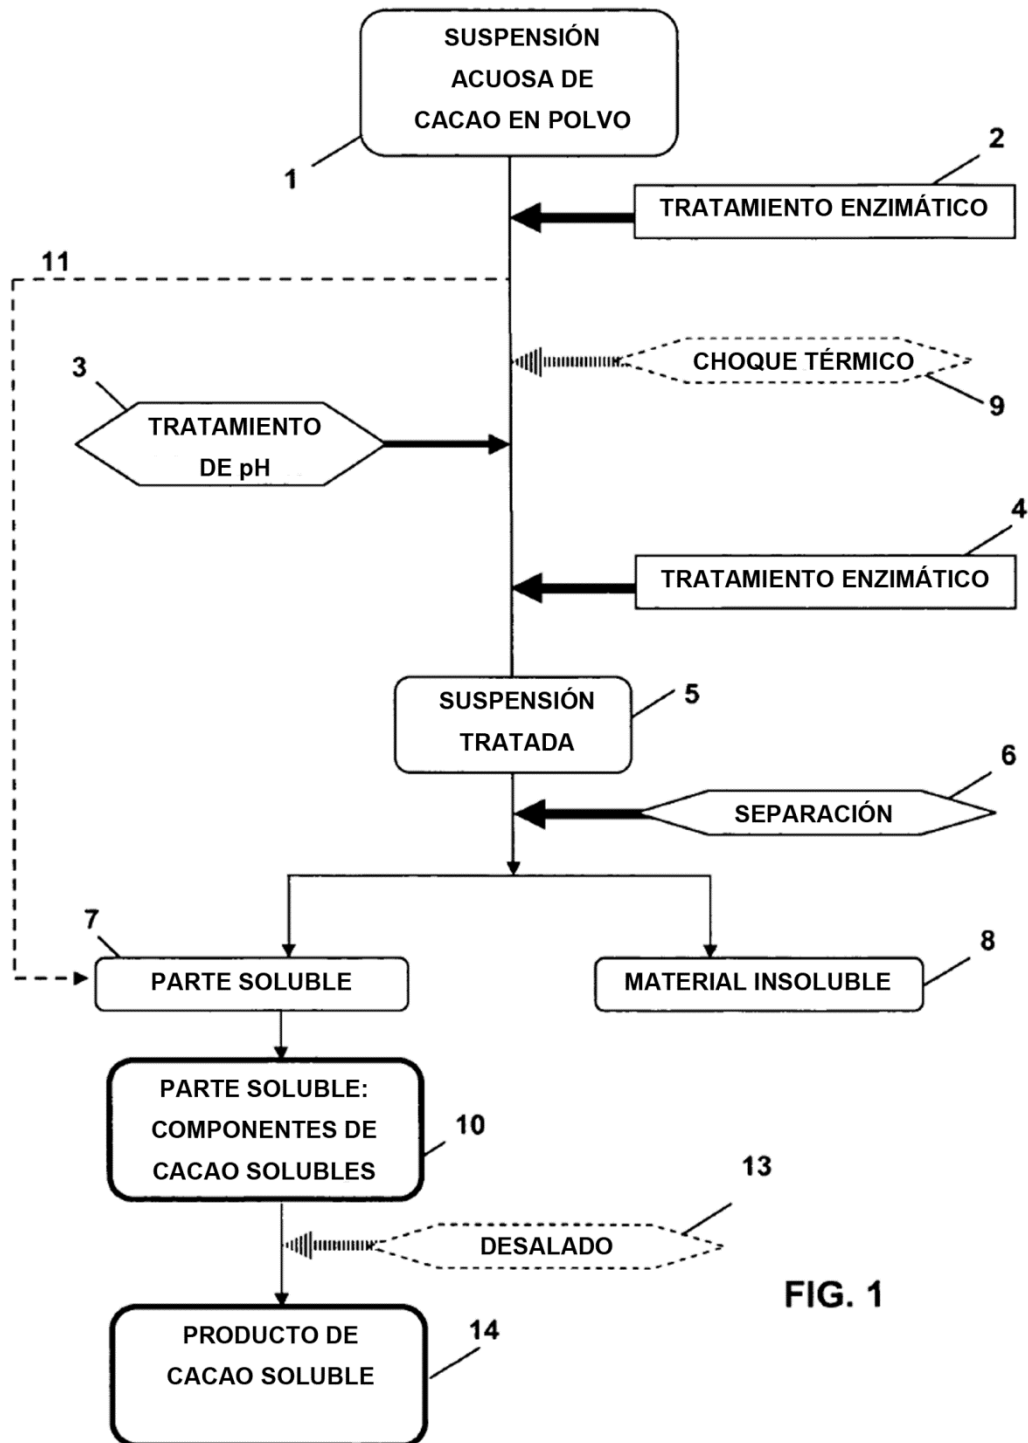 SUSPENSIÓN
ACUOSA DE
CACAO EN POLVO
1
2
TRATAMIENTO ENZIMÁTICO
11
CHOQUE TÉRMICO
9
3
TRATAMIENTO
DE pH
4
TRATAMIENTO ENZIMÁTICO
SUSPENSIÓN
TRATADA
5
6
SEPARACIÓN
7
PARTE SOLUBLE
MATERIAL INSOLUBLE
8
PARTE SOLUBLE:
COMPONENTES DE
CACAO SOLUBLES
10
13
DESALADO
FIG. 1
PRODUCTO DE
CACAO SOLUBLE
14